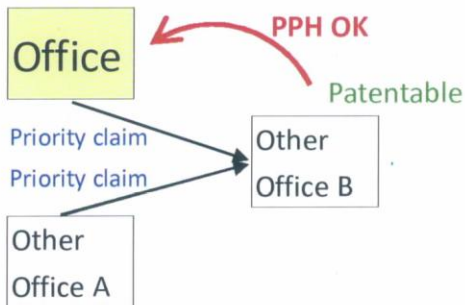 PPH OK
Office
Patentable
Priority claim
Other
Priority claim
Office B
Other
Office A